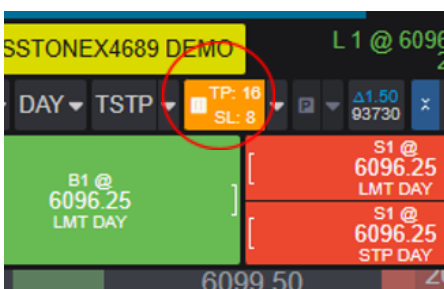 SSTONEX4689 DEMO
L 1 @ 6096
DAY
TSTP
TP: 16
SL: 8
P
Δ1.50
93730
B1 @
6096.25
LMT DAY
]
[
S1 @
6096.25
LMT DAY
[
S1 @
6096.25
STP DAY
6099.50